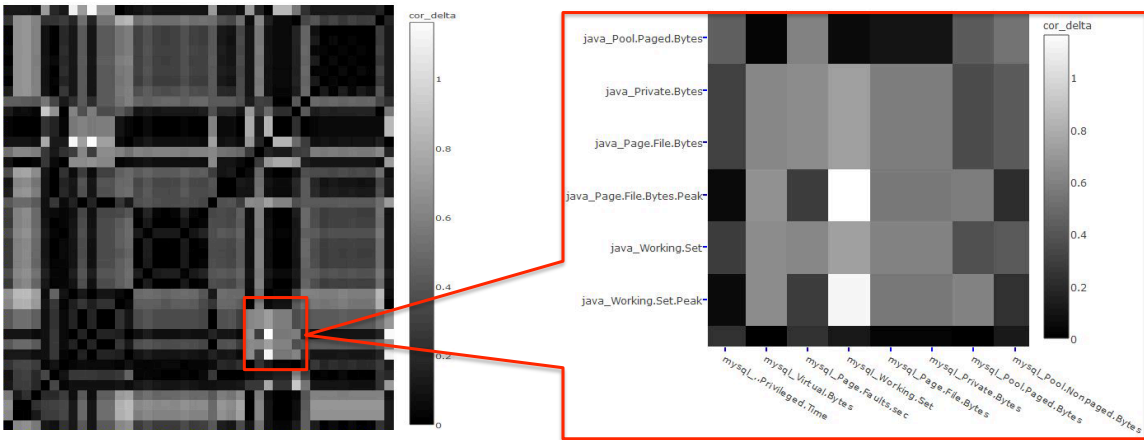 cor_delta
1
0.8
0.6
0.4
0.2
0
java_Pool.Paged.Bytes
java_Private.Bytes
java_Page.File.Bytes
java_Page.File.Bytes.Peak
java_Working.Set
java_Working.Set.Peak
mysql_..Privileged.Time
mysql_Virtual.Bytes
mysql_Page.Faults.sec
mysql_Working.Set
mysql_Page.File.Bytes
mysql_Private.Bytes
mysql_Pool.Paged.Bytes
mysql_Pool.Nonpaged.Bytes
cor_delta
1
0.8
0.6
0.4
0.2
0